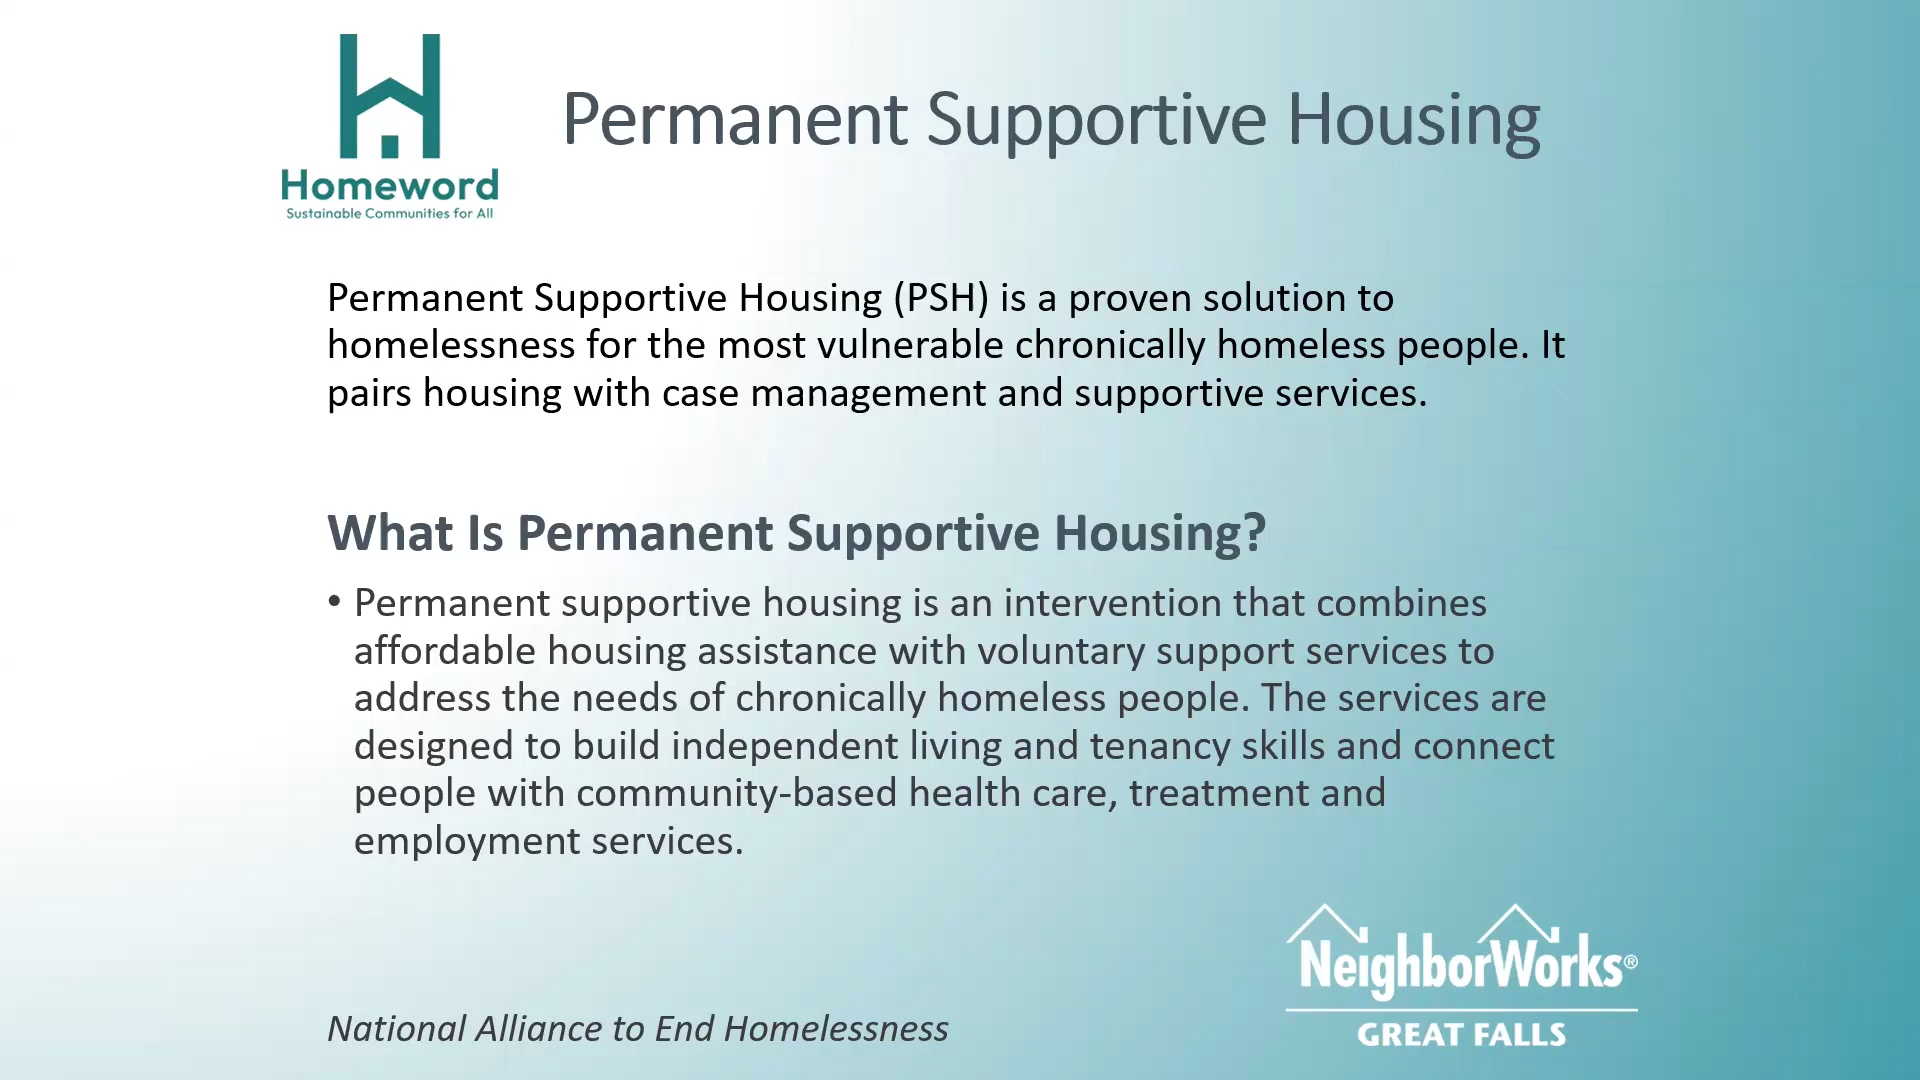 Homeword
Sustainable Communities for All
Permanent Supportive Housing
Permanent Supportive Housing (PSH) is a proven solution to
homelessness for the most vulnerable chronically homeless people. It
pairs housing with case management and supportive services.
What Is Permanent Supportive Housing?
• Permanent supportive housing is an intervention that combines
affordable housing assistance with voluntary support services to
address the needs of chronically homeless people. The services are
designed to build independent living and tenancy skills and connect
people with community-based health care, treatment and
employment services.
NeighborWorks®
GREAT FALLS
National Alliance to End Homelessness